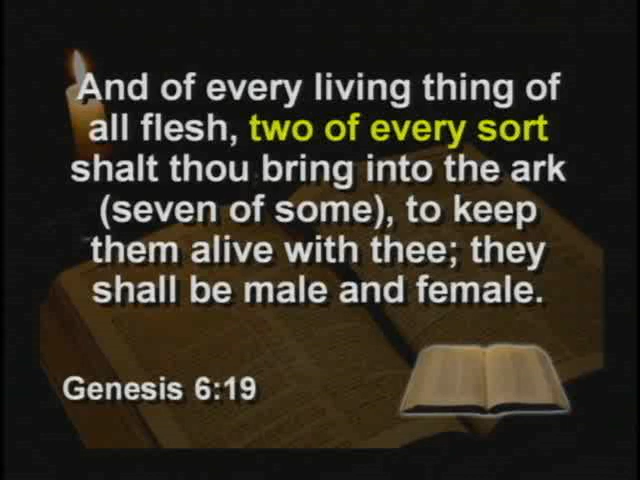 And of every living thing of
all flesh, two of every sort
shalt thou bring into the ark
(seven of some), to keep
them alive with thee; they
shall be male and female.
Genesis 6:19